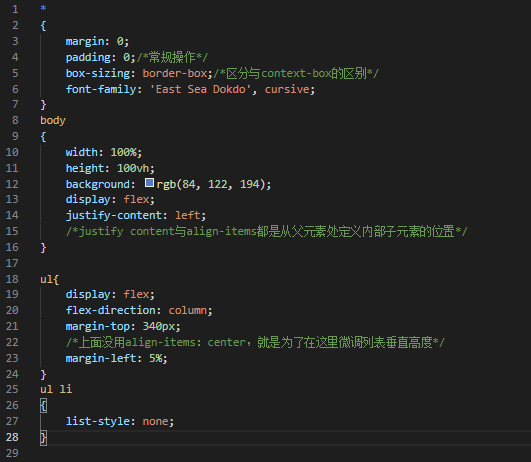 1 *
2 {
3 margin: 0;
4 padding: 0;/*常规操作*/
5 box-sizing: border-box;/*区分与context-box的区别*/
6 font-family: 'East Sea Dokdo', cursive;
7 }
8 body
9 {
10 width: 100%;
11 height: 100vh;
12 background: rgb(84, 122, 194);
13 display: flex;
14 justify-content: left;
15 /*justify content与align-items都是从父元素处定义内部子元素的位置*/
16 }
17
18 ul{
19 display: flex;
20 flex-direction: column;
21 margin-top: 340px;
22 /*上面没用align-items: center，就是为了在这里微调列表垂直高度*/
23 margin-left: 5%;
24 }
25 ul li
26 {
27 list-style: none;
28 }
29